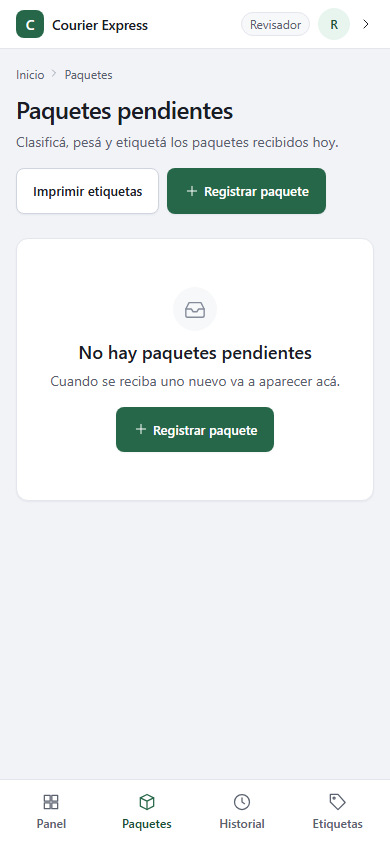 C Courier Express Revisador R
Inicio Paquetes
Paquetes pendientes
Clasificá, pesá y etiquetá los paquetes recibidos hoy.
Imprimir etiquetas Registrar paquete
No hay paquetes pendientes
Cuando se reciba uno nuevo va a aparecer acá.
Registrar paquete
Panel Paquetes Historial Etiquetas